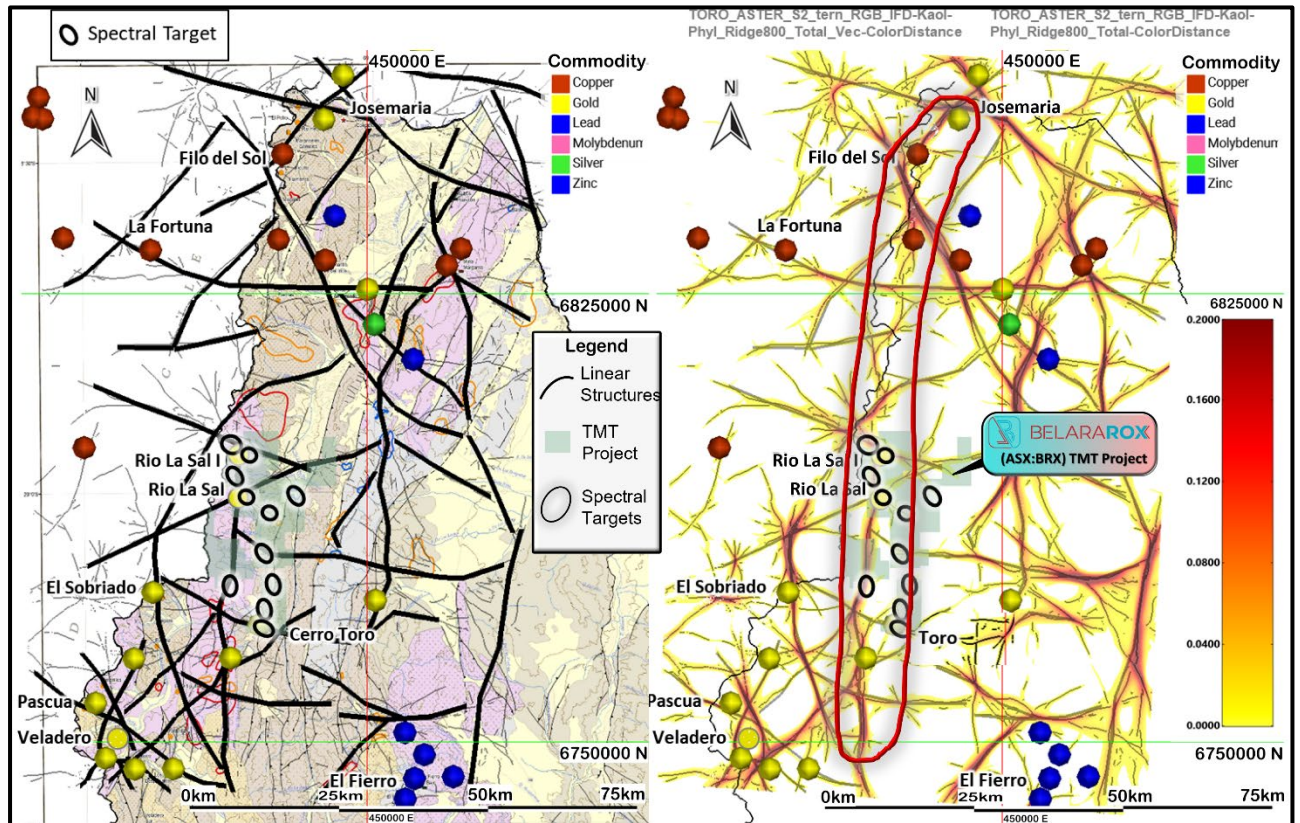 Spectral Target
450000 E
Commodity
Copper
Gold
Lead
Molybdenum
Silver
Zinc
N
Josemaria
Filo del Sol
La Fortuna
6825000 N
Legend
Linear
Structures
TMT
Project
Spectral
Targets
Rio La Sal I
Rio La Sal
El Sobriado
Cerro Toro
Pascua
Veladero
6750000 N
El Fierro
0km
25km
50km
75km
450000 E
TORO_ASTER_S2_tern_RGB_IFD-Kaol-
Phyl_Ridge800_Total_Vec-ColorDistance
TORO_ASTER_S2_tern_RGB_IFD-Kaol-
Phyl_Ridge800_Total-ColorDistance
450000 E
Commodity
Copper
Gold
Lead
Molybdenum
Silver
Zinc
N
Josemaria
Filo del Sol
La Fortuna
6825000 N
0.2000
0.1600
0.0800
0.0400
0.0000
BELARAROX
(ASX:BRX) TMT Project
Rio La Sal I
Rio La Sal
El Sobriado
Toro
Pascua
Veladero
6750000 N
El Fierro
0km
25km
50km
75km
450000 E